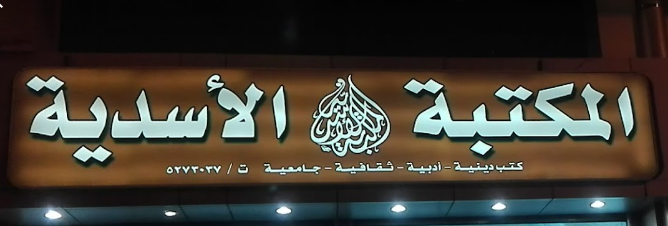 المكتبة الأسدية
كتب دينية - أدبية - ثقافية - جامعية ت / ٥٢٧٣٠٣٧